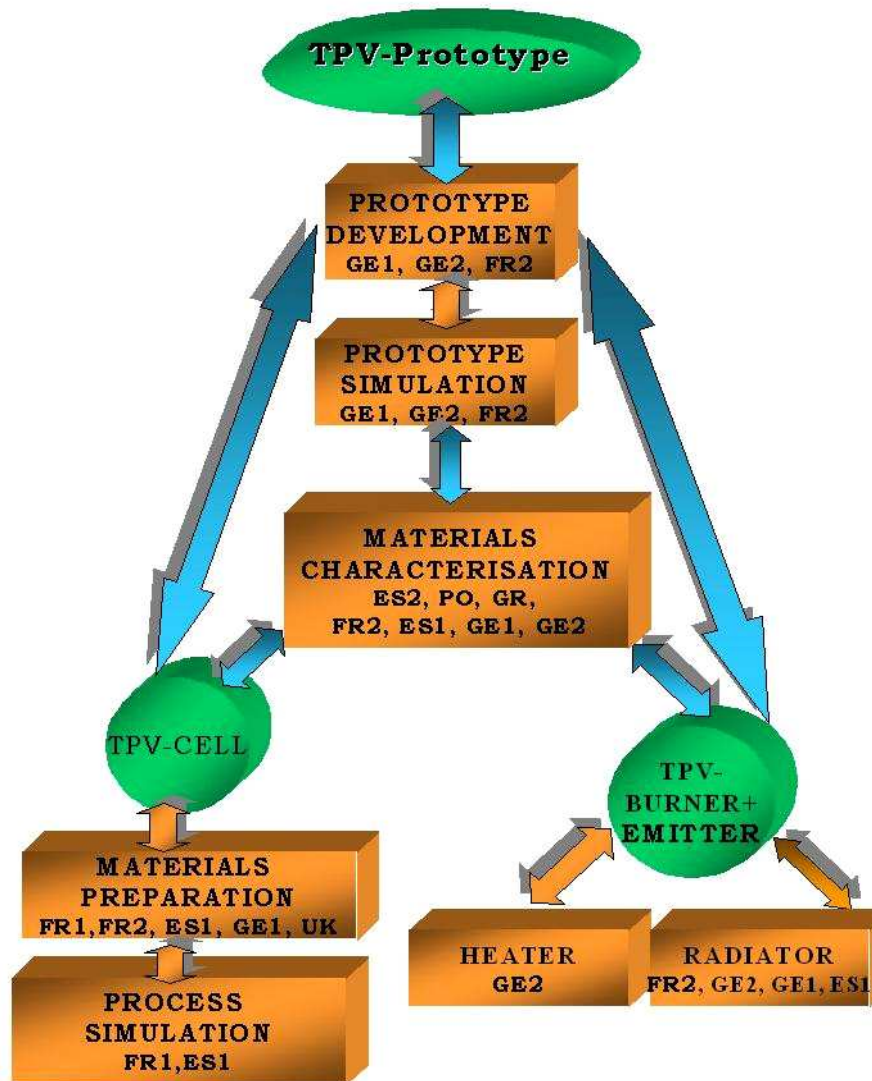 TPV-Prototype
PROTOTYPE
DEVELOPMENT
GE1, GE2, FR2
PROTOTYPE
SIMULATION
GE1, GE2, FR2
MATERIALS
CHARACTERISATION
ES2, PO, GR,
FR2, ES1, GE1, GE2
TPV-CELL
TPV-
BURNER+
EMITTER
MATERIALS
PREPARATION
FR1,FR2, ES1, GE1, UK
HEATER
GE2
RADIATOR
FR2, GE2, GE1, ES1
PROCESS
SIMULATION
FR1,ES1